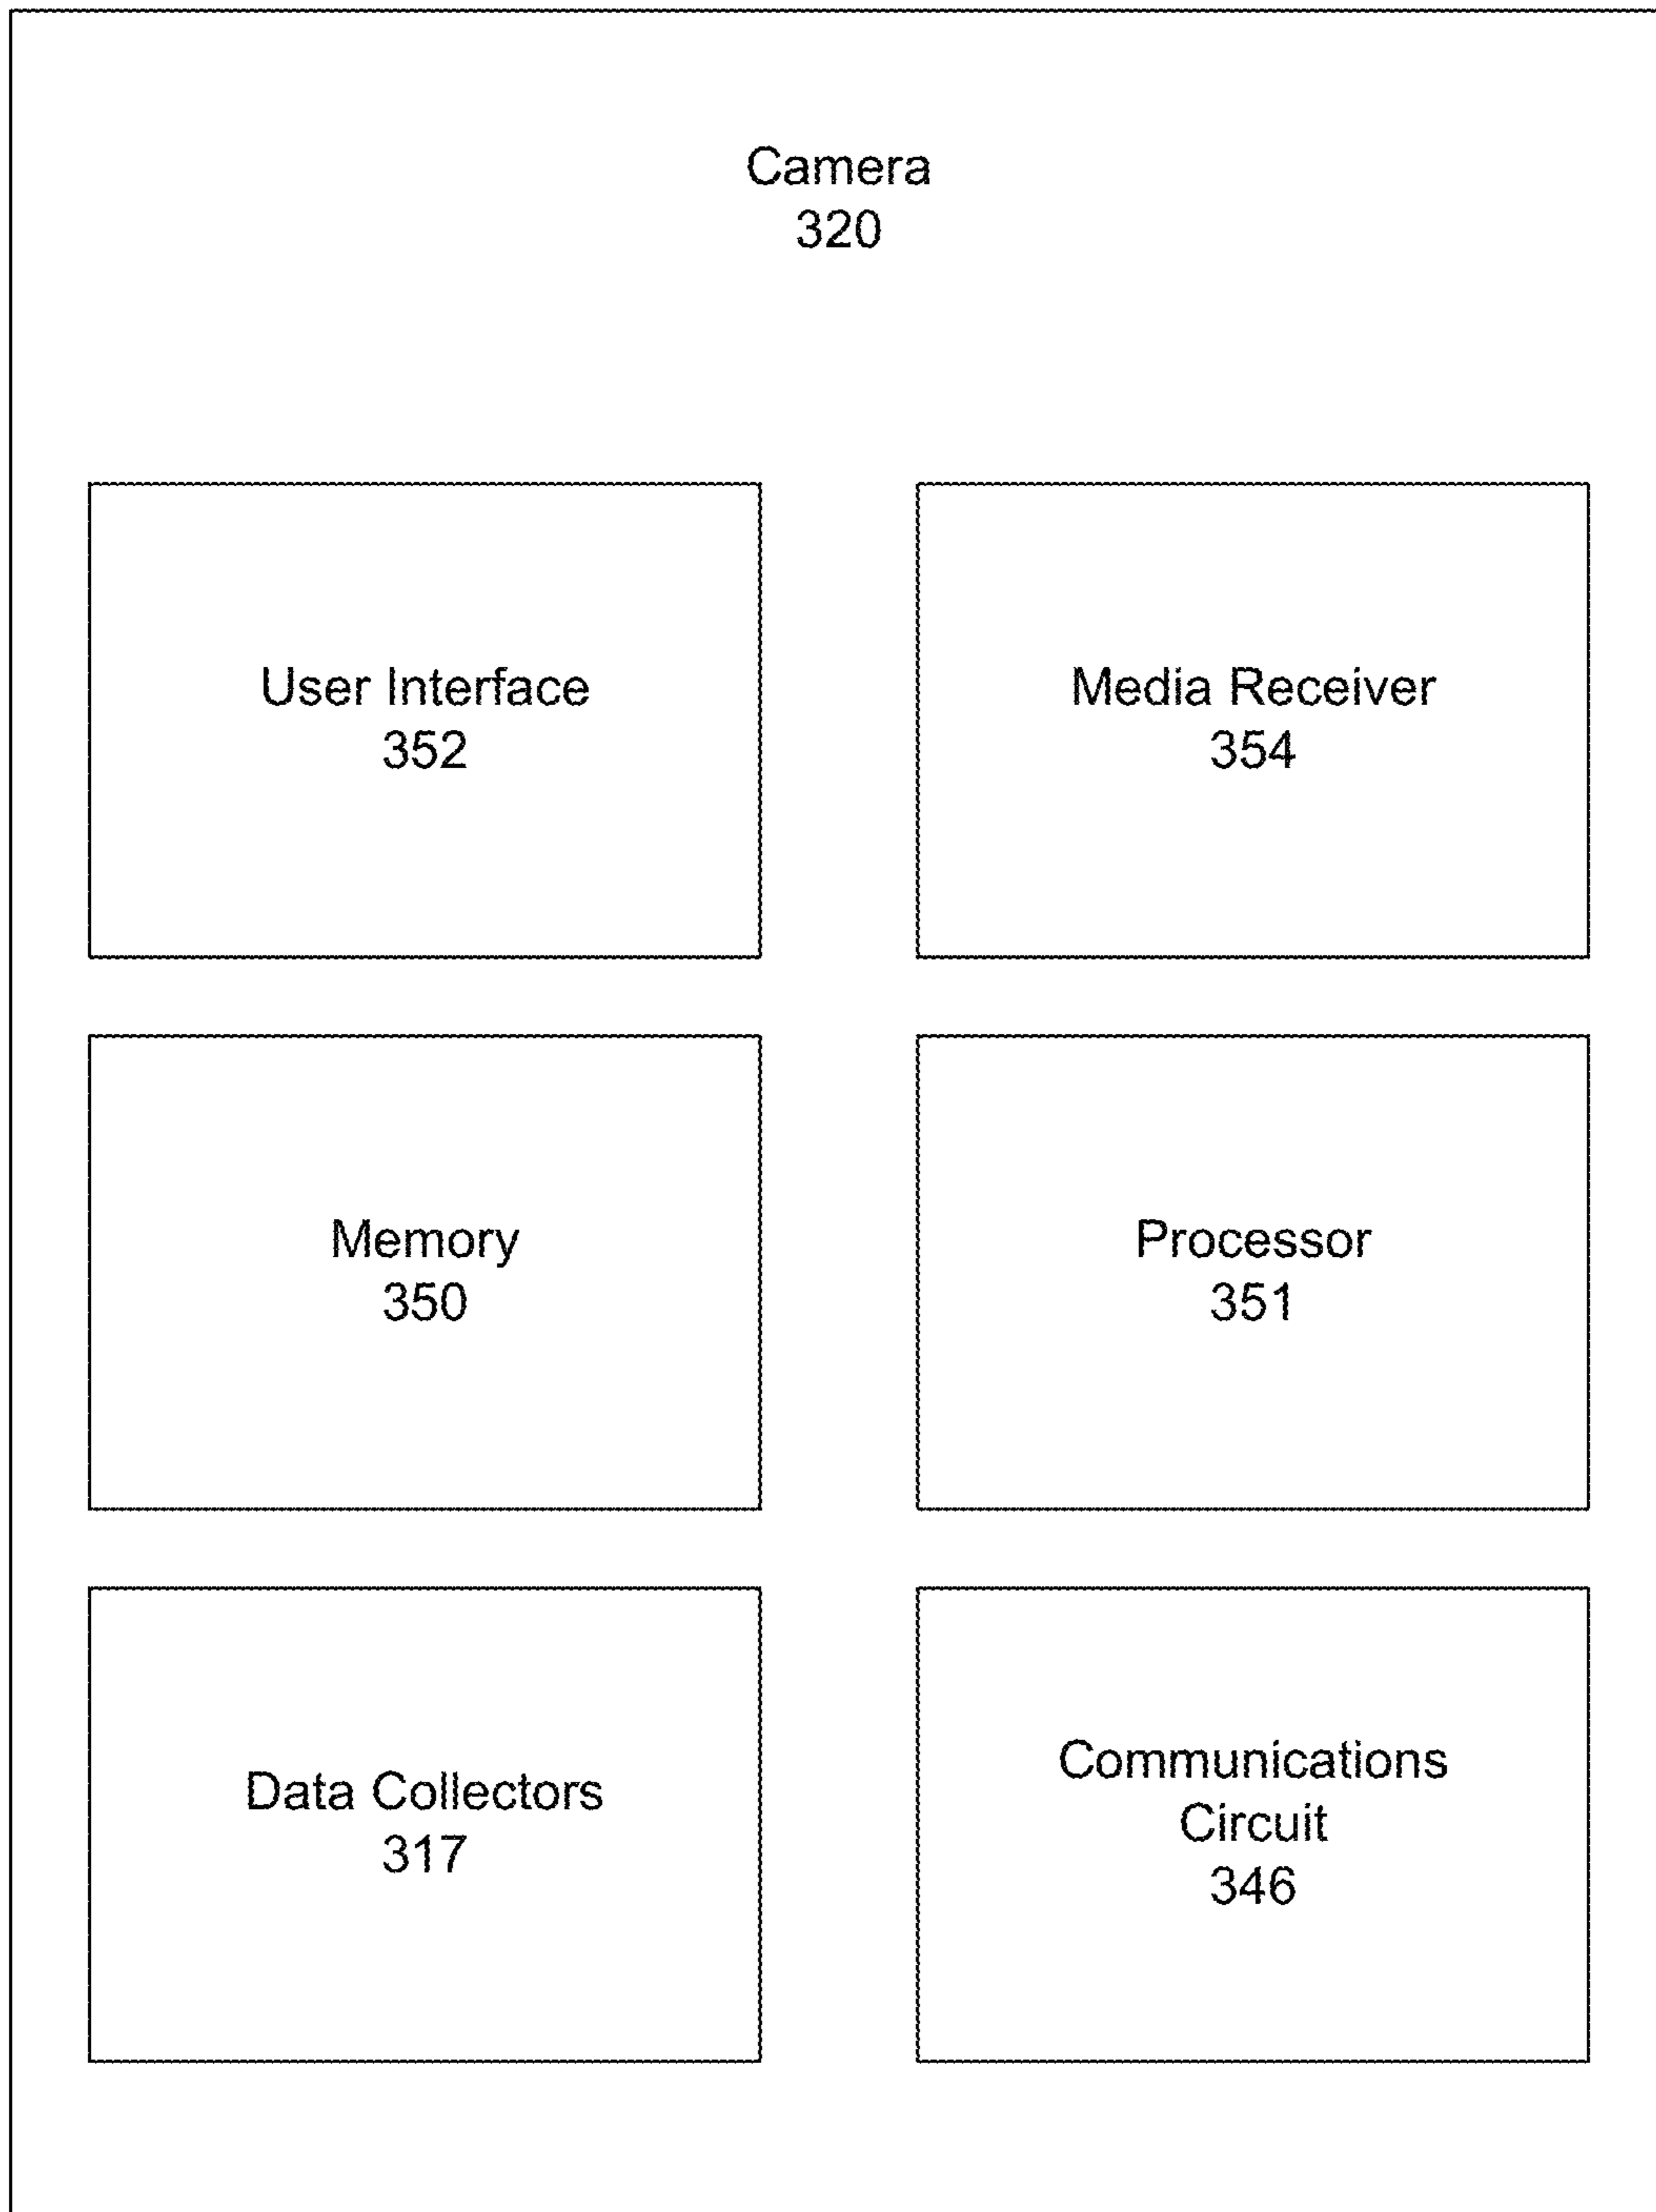 Camera
320
User Interface
352
Media Receiver
354
Memory
350
Processor
351
Data Collectors
317
Communications
Circuit
346